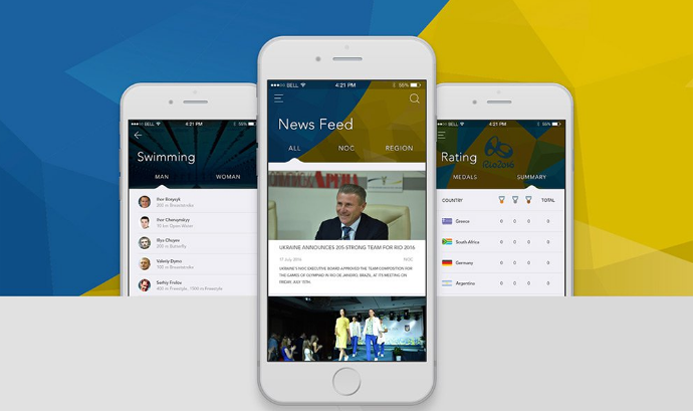 BELL 4:21 PM 55%
Swimming
MAN WOMAN
Ihor Borysyk
200 m Breaststroke
Ihor Chervynskyy
10 km Open Water
Illya Chuyev
200 m Butterfly
Valeriy Dymo
100 m Breaststroke
Serhiy Frolov
400 m Freestyle, 1500 m Freestyle
BELL 4:21 PM 55%
News Feed
ALL NOC REGION
UKRAINE ANNOUNCES 205-STRONG TEAM FOR RIO 2016
17 July, 2016 NOC
UKRAINE'S NOC EXECUTIVE BOARD APPROVED THE TEAM COMPOSITION FOR
THE GAMES OF OLYMPIAD IN RIO DE JANEIRO, BRAZIL, AT ITS MEETING ON
FRIDAY, JULY 15TH.
BELL 4:21 PM 55%
Rating
Rio2016
MEDALS SUMMARY
COUNTRY TOTAL
Greece 0 0 0 0
South Africa 0 0 0 0
Germany 0 0 0 0
Argentina 0 0 0 0